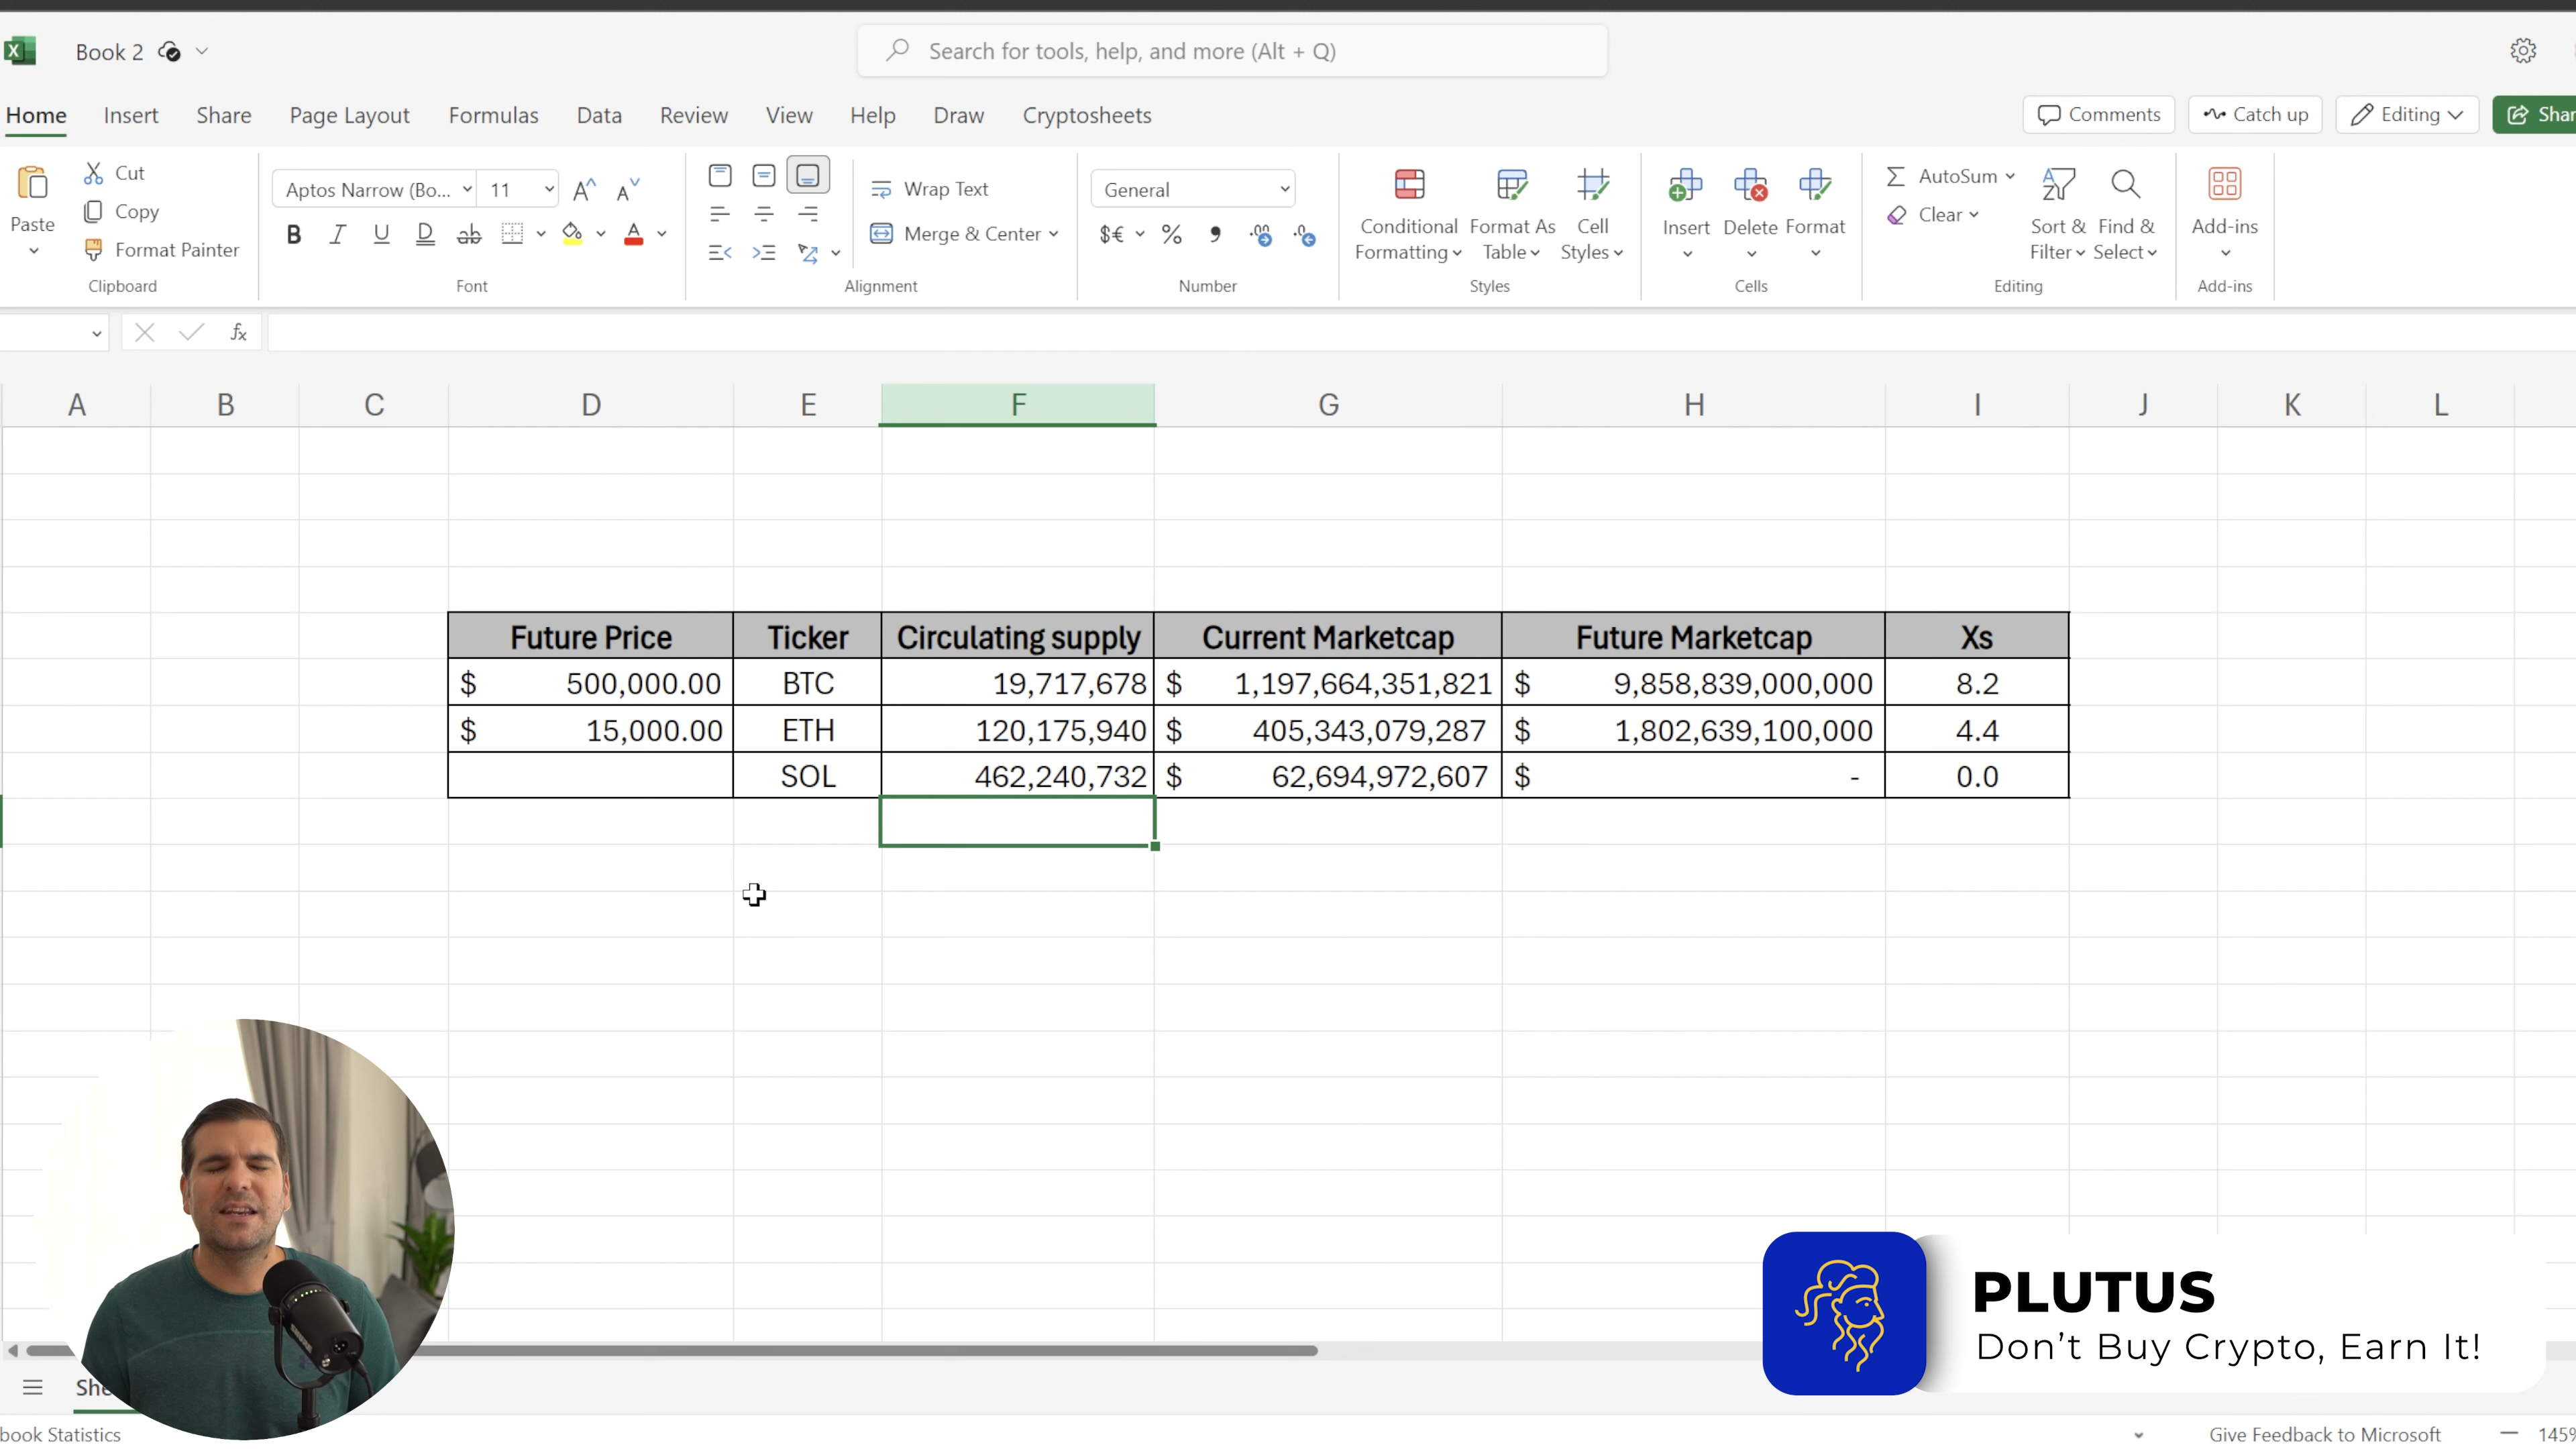 Book 2
Search for tools, help, and more (Alt + Q)
Home Insert Share Page Layout Formulas Data Review View Help Draw Cryptosheets
Comments Catch up Editing
Paste Cut Copy Format Painter
Clipboard
Aptos Narrow (Bo... 11
B I U D ab A
Font
Wrap Text
Merge & Center
Alignment
General
$€ % 9 .00 .0
Number
Conditional Formatting Format As Table Cell Styles
Styles
Insert Delete Format
Cells
AutoSum Clear Sort & Filter Find & Select
Editing
Add-ins
Add-ins
fx
A B C D E F G H I J K L
Future Price Ticker Circulating supply Current Marketcap Future Marketcap Xs
$ 500,000.00 BTC 19,717,678 $ 1,197,664,351,821 $ 9,858,839,000,000 8.2
$ 15,000.00 ETH 120,175,940 $ 405,343,079,287 $ 1,802,639,100,000 4.4
SOL 462,240,732 $ 62,694,972,607 $ - 0.0
PLUTUS
Don't Buy Crypto, Earn It!
Statistics
Give Feedback to Microsoft 145%